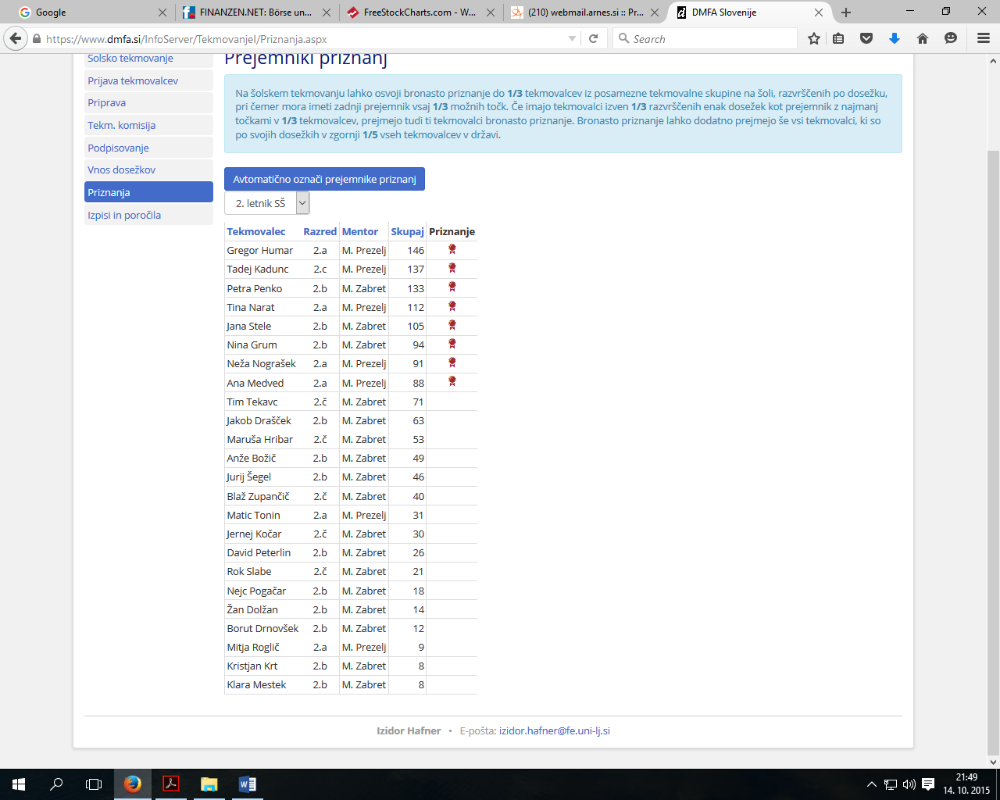 Google
FINANZEN.NET: Börse un...
FreeStockCharts.com - W...
(210) webmail.arnes.si :: Pr...
DMFA Slovenije
https://www.dmfa.si/InfoServer/TekmovanjeI/Priznanja.aspx
Search
Šolsko tekmovanje
Prijava tekmovalcev
Priprava
Tekm. komisija
Podpisovanje
Vnos dosežkov
Priznanja
Izpisi in poročila
Prejemniki priznanj
Na šolskem tekmovanju lahko osvoji bronasto priznanje do 1/3 tekmovalcev iz posamezne tekmovalne skupine na šoli, razvrščenih po dosežku,
pri čemer mora imeti zadnji prejemnik vsaj 1/3 možnih točk. Če imajo tekmovalci izven 1/3 razvrščenih enak dosežek kot prejemnik z najmanj
točkami v 1/3 tekmovalcev, prejmejo tudi ti tekmovalci bronasto priznanje. Bronasto priznanje lahko dodatno prejmejo še vsi tekmovalci, ki so
po svojih dosežkih v zgornji 1/5 vseh tekmovalcev v državi.
Avtomatično označi prejemnike priznanj
2. letnik SŠ
Tekmovalec Razred Mentor Skupaj Priznanje
Gregor Humar 2.a M. Prezelj 146
Tadej Kadunc 2.c M. Prezelj 137
Petra Penko 2.b M. Zabret 133
Tina Narat 2.a M. Prezelj 112
Jana Stele 2.b M. Zabret 105
Nina Grum 2.b M. Zabret 94
Neža Nograšek 2.a M. Prezelj 91
Ana Medved 2.a M. Prezelj 88
Tim Tekavc 2.č M. Zabret 71
Jakob Drašček 2.b M. Zabret 63
Maruša Hribar 2.č M. Zabret 53
Anže Božič 2.b M. Zabret 49
Jurij Šegel 2.b M. Zabret 46
Blaž Zupančič 2.č M. Zabret 40
Matic Tonin 2.a M. Prezelj 31
Jernej Kočar 2.č M. Zabret 30
David Peterlin 2.b M. Zabret 26
Rok Slabe 2.č M. Zabret 21
Nejc Pogačar 2.b M. Zabret 18
Žan Dolžan 2.b M. Zabret 14
Borut Drnovšek 2.b M. Zabret 12
Mitja Roglič 2.a M. Prezelj 9
Kristjan Krt 2.b M. Zabret 8
Klara Mestek 2.b M. Zabret 8
Izidor Hafner • E-pošta: izidor.hafner@fe.uni-lj.si
21:49
14. 10. 2015